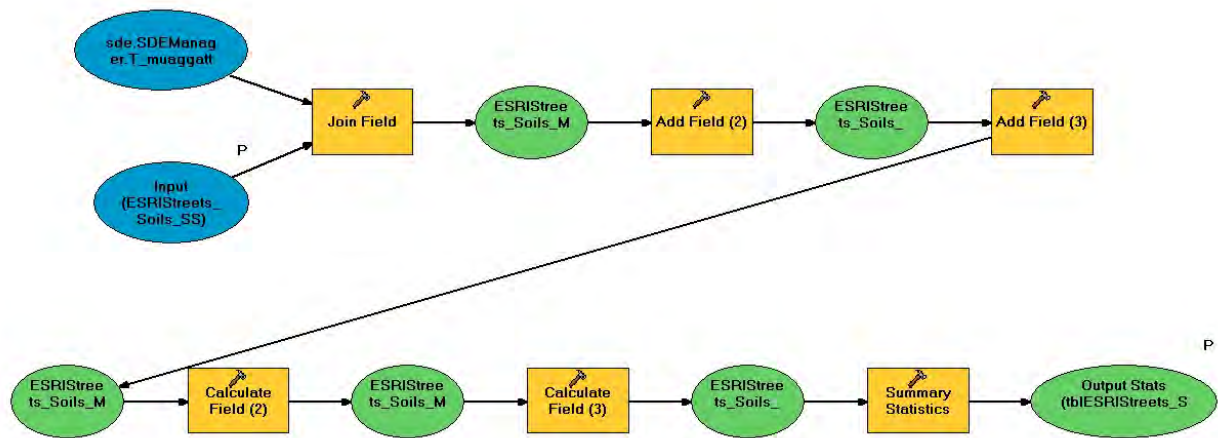 sde.SDEManag
er.T_muaggatt
Join Field
ESRIStree
ts_Soils_M
Add Field (2)
ESRIStree
ts_Soils_
Add Field (3)
P
Input
(ESRIStreets_
Soils_SS)
ESRIStree
ts_Soils_M
Calculate
Field (2)
ESRIStree
ts_Soils_M
Calculate
Field (3)
ESRIStree
ts_Soils_
Summary
Statistics
P
Output Stats
(tblESRIStreets_S